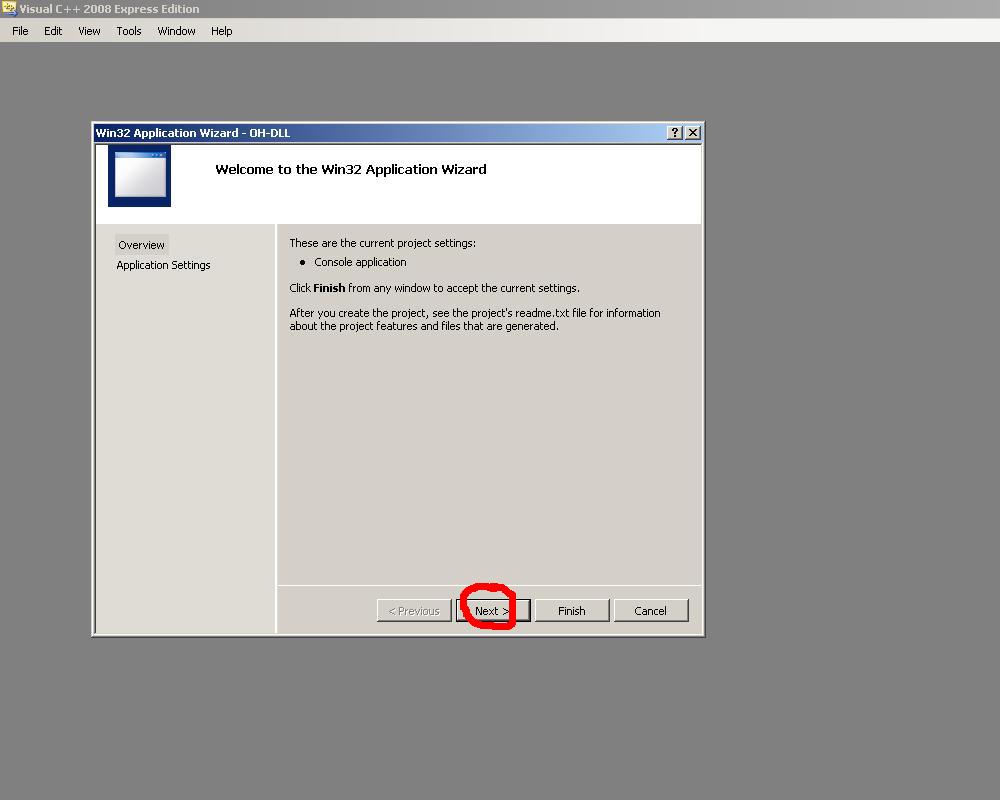 Visual C++ 2008 Express Edition
File Edit View Tools Window Help
Win32 Application Wizard - OH-DLL
Welcome to the Win32 Application Wizard
Overview
Application Settings
These are the current project settings:
• Console application
Click Finish from any window to accept the current settings.
After you create the project, see the project's readme.txt file for information
about the project features and files that are generated.
< Previous Next > Finish Cancel